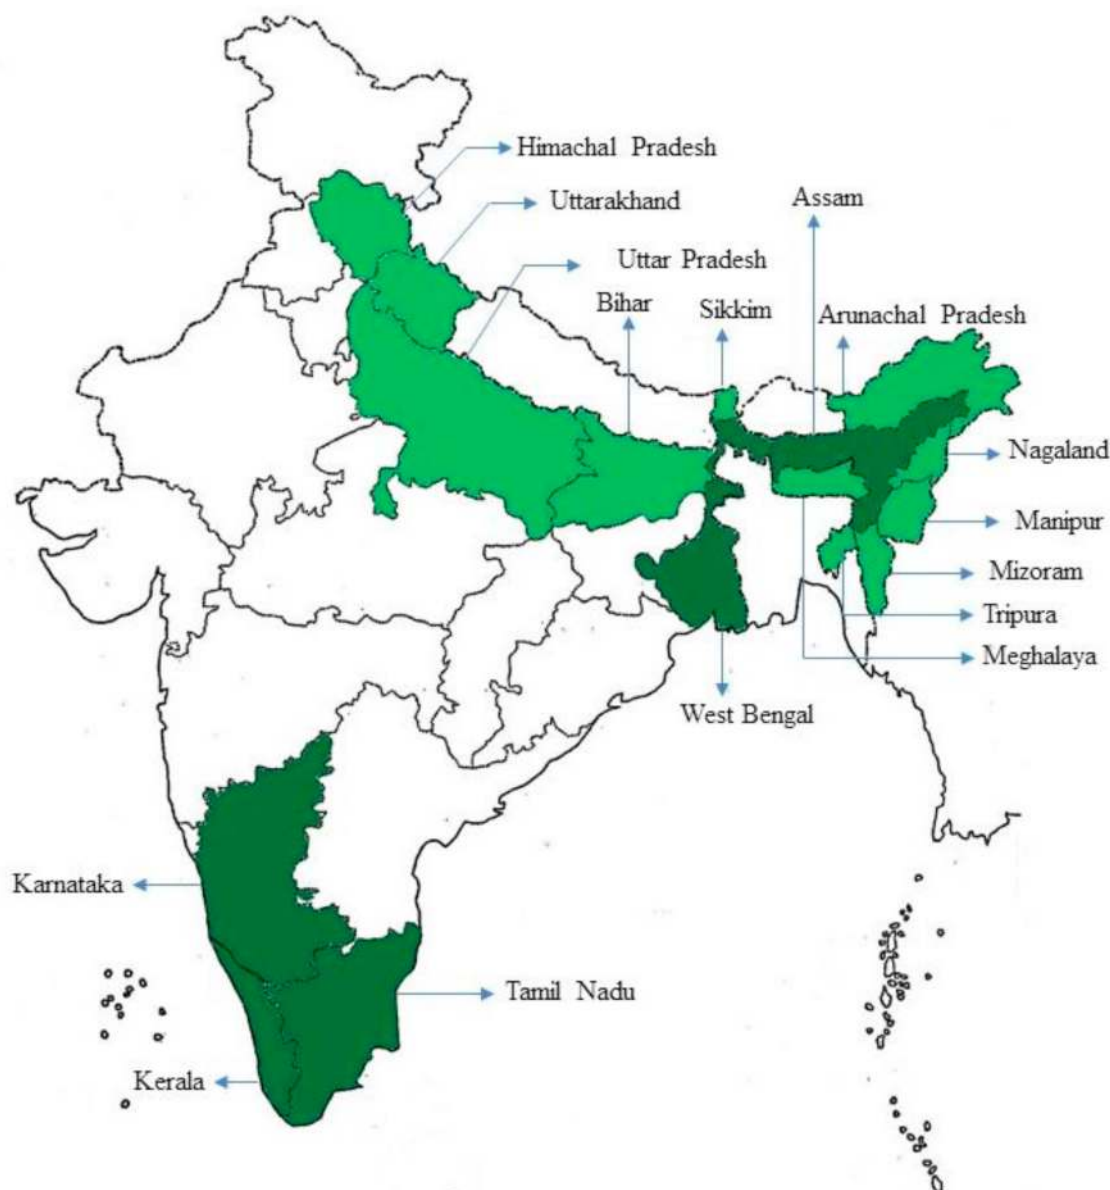 Himachal Pradesh
Uttarakhand
Assam
Uttar Pradesh
Bihar
Sikkim
Arunachal Pradesh
Nagaland
Manipur
Mizoram
Tripura
Meghalaya
West Bengal
Karnataka
Tamil Nadu
Kerala